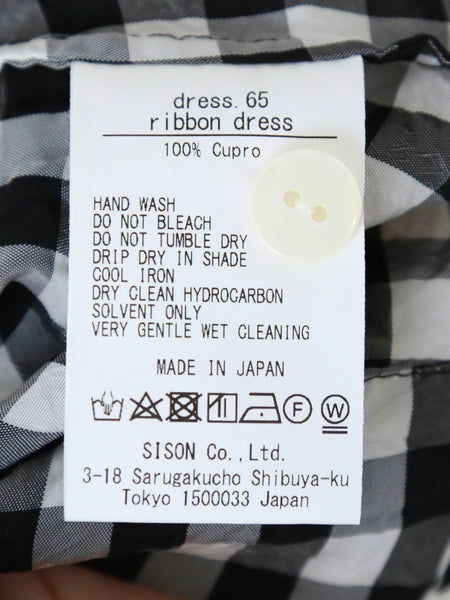 dress.65
ribbon dress
100% Cupro
HAND WASH
DO NOT BLEACH
DO NOT TUMBLE DRY
DRIP DRY IN SHADE
COOL IRON
DRY CLEAN HYDROCARBON
SOLVENT ONLY
VERY GENTLE WET CLEANING
MADE IN JAPAN
F W
SISON Co.,Ltd.
3-18 Sarugakucho Shibuya-ku
Tokyo 1500033 Japan